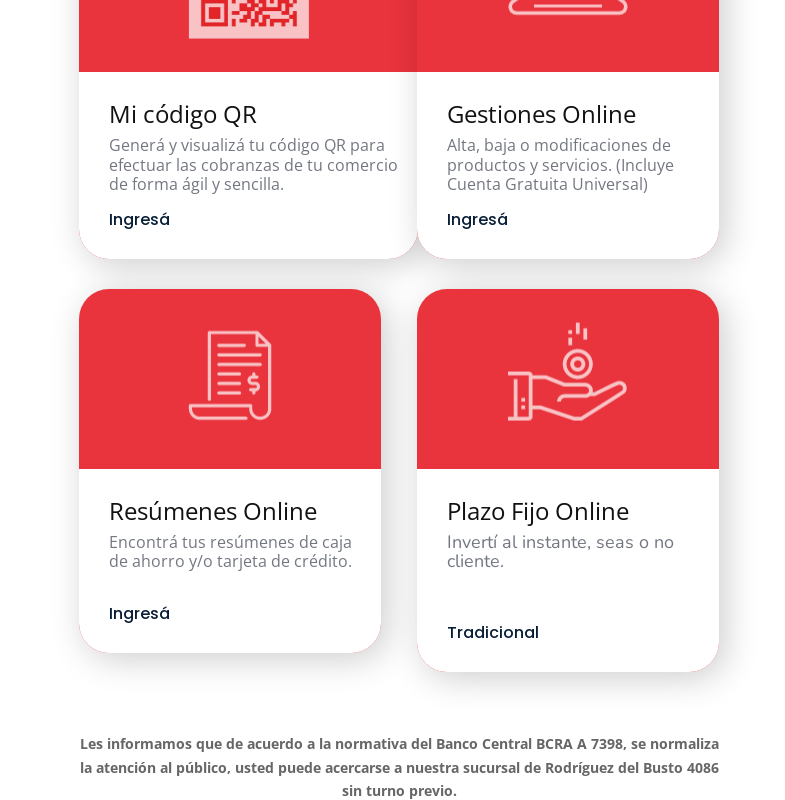 Mi código QR
Generá y visualizá tu código QR para
efectuar las cobranzas de tu comercio
de forma ágil y sencilla.
Ingresá
Gestiones Online
Alta, baja o modificaciones de
productos y servicios. (Incluye
Cuenta Gratuita Universal)
Ingresá
$
Resúmenes Online
Encontrá tus resúmenes de caja
de ahorro y/o tarjeta de crédito.
Ingresá
Plazo Fijo Online
Invertí al instante, seas o no
cliente.
Tradicional
Les informamos que de acuerdo a la normativa del Banco Central BCRA A 7398, se normaliza
la atención al público, usted puede acercarse a nuestra sucursal de Rodríguez del Busto 4086
sin turno previo.